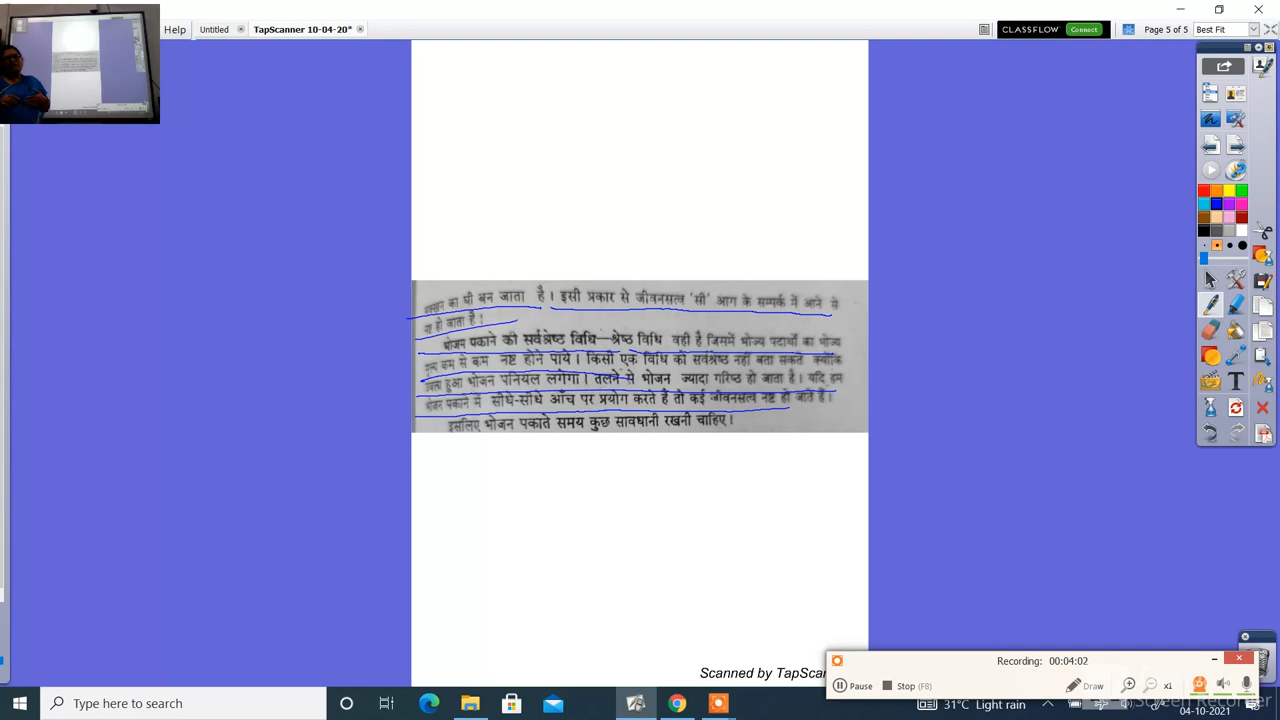 Help Untitled TapScanner 10-04-20* CLASSFLOW Connect Page 5 of 5 Best Fit
का घी बन जाता है। इसी प्रकार से जीवनसत्व 'सी' आग के सम्पर्क में आने से
हो जाता है!
भोजन पकाने की सर्वश्रेष्ठ विधि—श्रेष्ठ विधि वही है जिसमें भोज्य पदार्थों का भोज्य
कम से कम नष्ट होने पाये। किसी एक विधि को सर्वश्रेष्ठ नहीं बता सकते क्योंकि
उबला हुआ भोजन पनियल लगेगा। तलने से भोजन ज्यादा गरिष्ठ हो जाता है। यदि हम
भोजन पकाने में सीधे-सीधे आँच पर प्रयोग करते हैं तो कई जीवनसत्व नष्ट हो जाते हैं।
इसलिए भोजन पकाते समय कुछ सावधानी रखनी चाहिए।
Scanned by TapScan
Recording: 00:04:02
Pause Stop (F8) Draw x1
Screen Recorder
Type here to search
31°C Light rain
04-10-2021